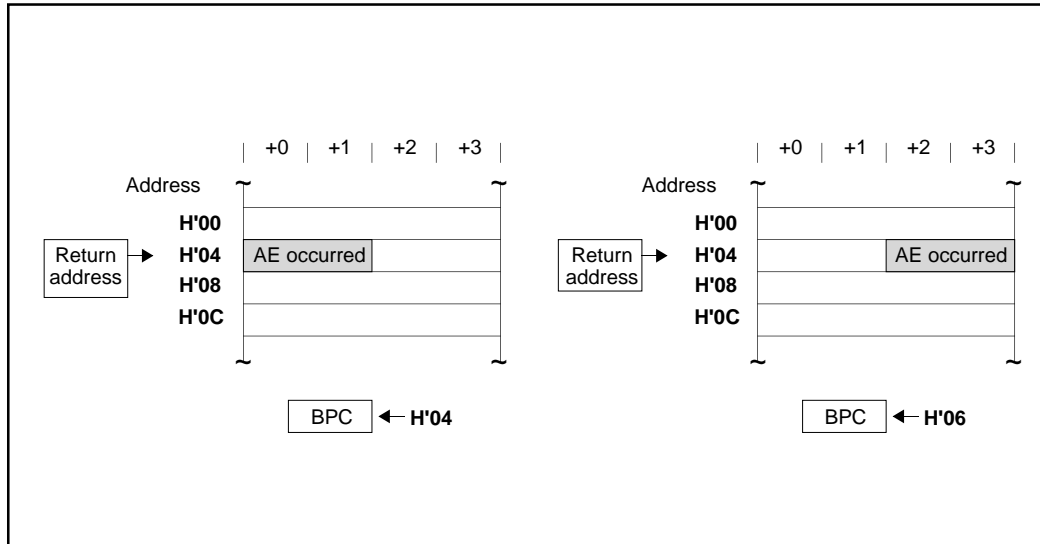 +0 +1 +2 +3
Address
H'00
H'04
H'08
H'0C
Return
address
AE occurred
BPC
H'04
+0 +1 +2 +3
Address
H'00
H'04
H'08
H'0C
Return
address
AE occurred
BPC
H'06